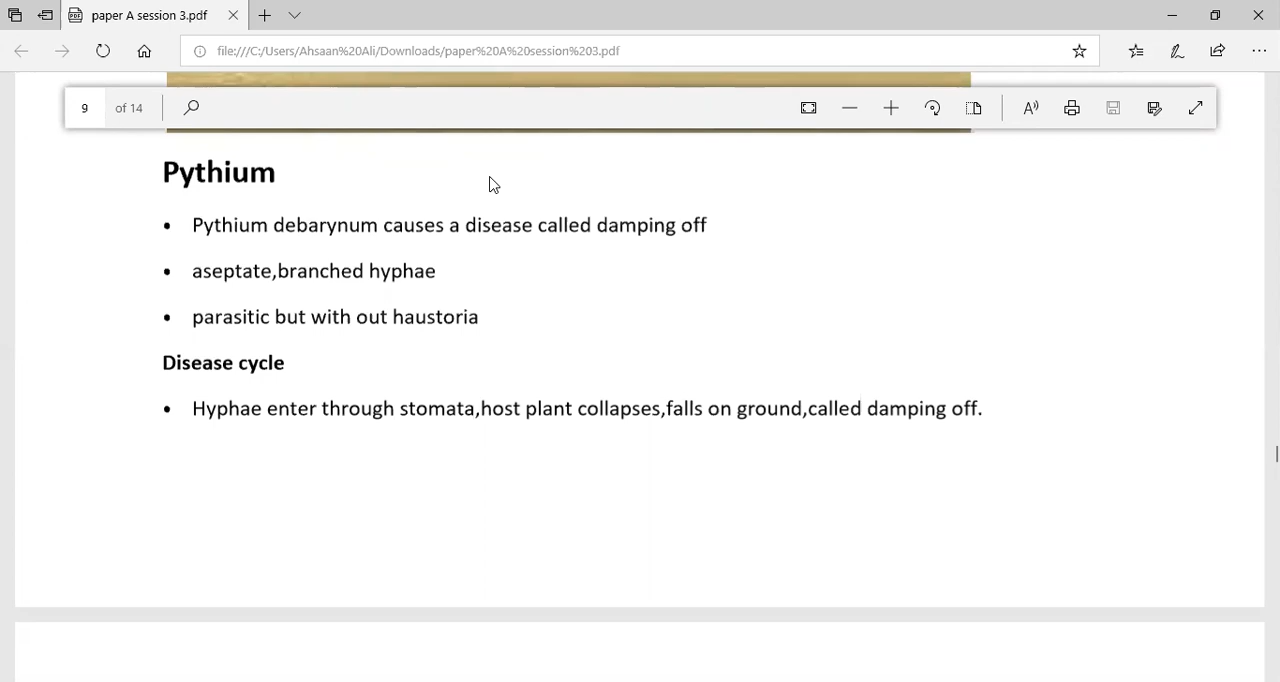 paper A session 3.pdf
file:///C:/Users/Ahsaan%20Ali/Downloads/paper%20A%20session%203.pdf
9 of 14
Pythium
• Pythium debarynum causes a disease called damping off
• aseptate,branched hyphae
• parasitic but with out haustoria
Disease cycle
• Hyphae enter through stomata,host plant collapses,falls on ground,called damping off.